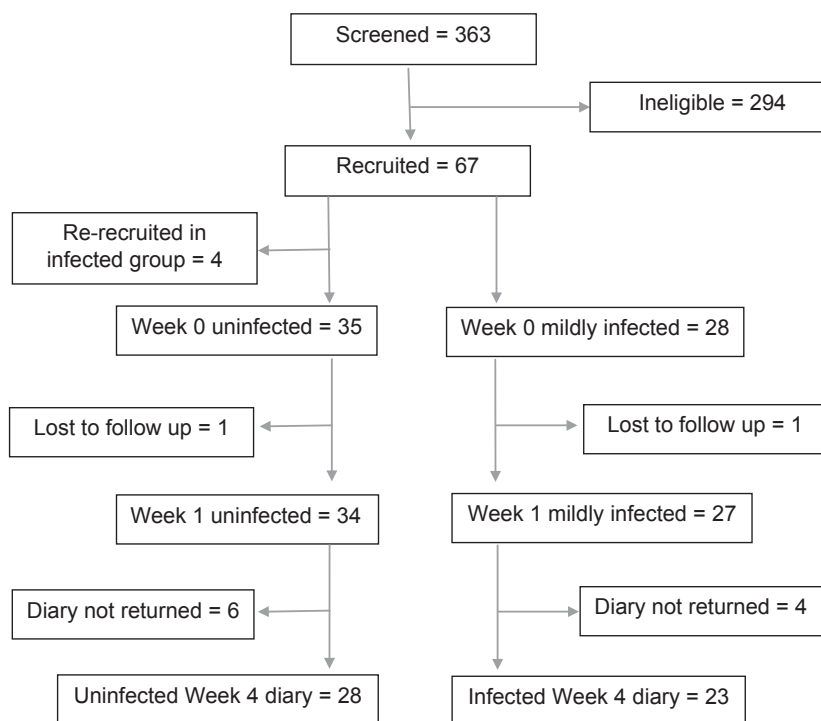 Screened = 363
Ineligible = 294
Recruited = 67
Re-recruited in
infected group = 4
Week 0 uninfected = 35
Week 0 mildly infected = 28
Lost to follow up = 1
Lost to follow up = 1
Week 1 uninfected = 34
Week 1 mildly infected = 27
Diary not returned = 6
Diary not returned = 4
Uninfected Week 4 diary = 28
Infected Week 4 diary = 23